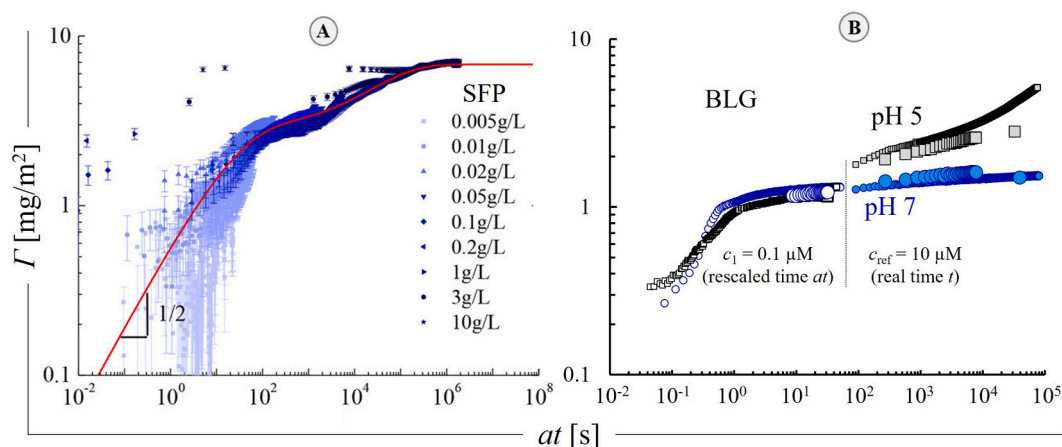 A
10
1
0.1
Γ [mg/m²]
1/2
SFP
0.005g/L
0.01g/L
0.02g/L
0.05g/L
0.1g/L
0.2g/L
1g/L
3g/L
10g/L
10⁻² 10⁰ 10² 10⁴ 10⁶ 10⁸
B
10
1
0.1
BLG
pH 5
pH 7
c₁ = 0.1 µM
(rescaled time at)
c_ref = 10 µM
(real time t)
10⁻² 10⁻¹ 10⁰ 10¹ 10² 10³ 10⁴ 10⁵
at [s]